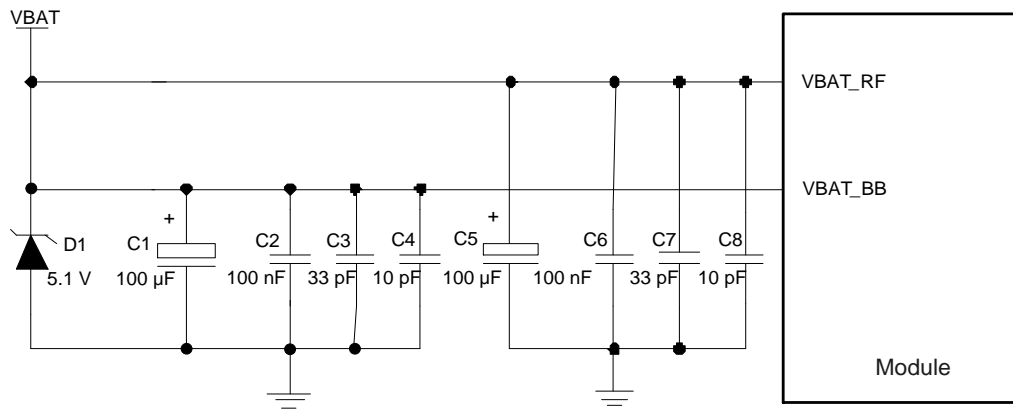 VBAT
VBAT_RF
VBAT_BB
+
+
D1
C1
C2
C3
C4
C5
C6
C7
C8
5.1 V
100 µF
100 nF
33 pF
10 pF
100 µF
100 nF
33 pF
10 pF
Module